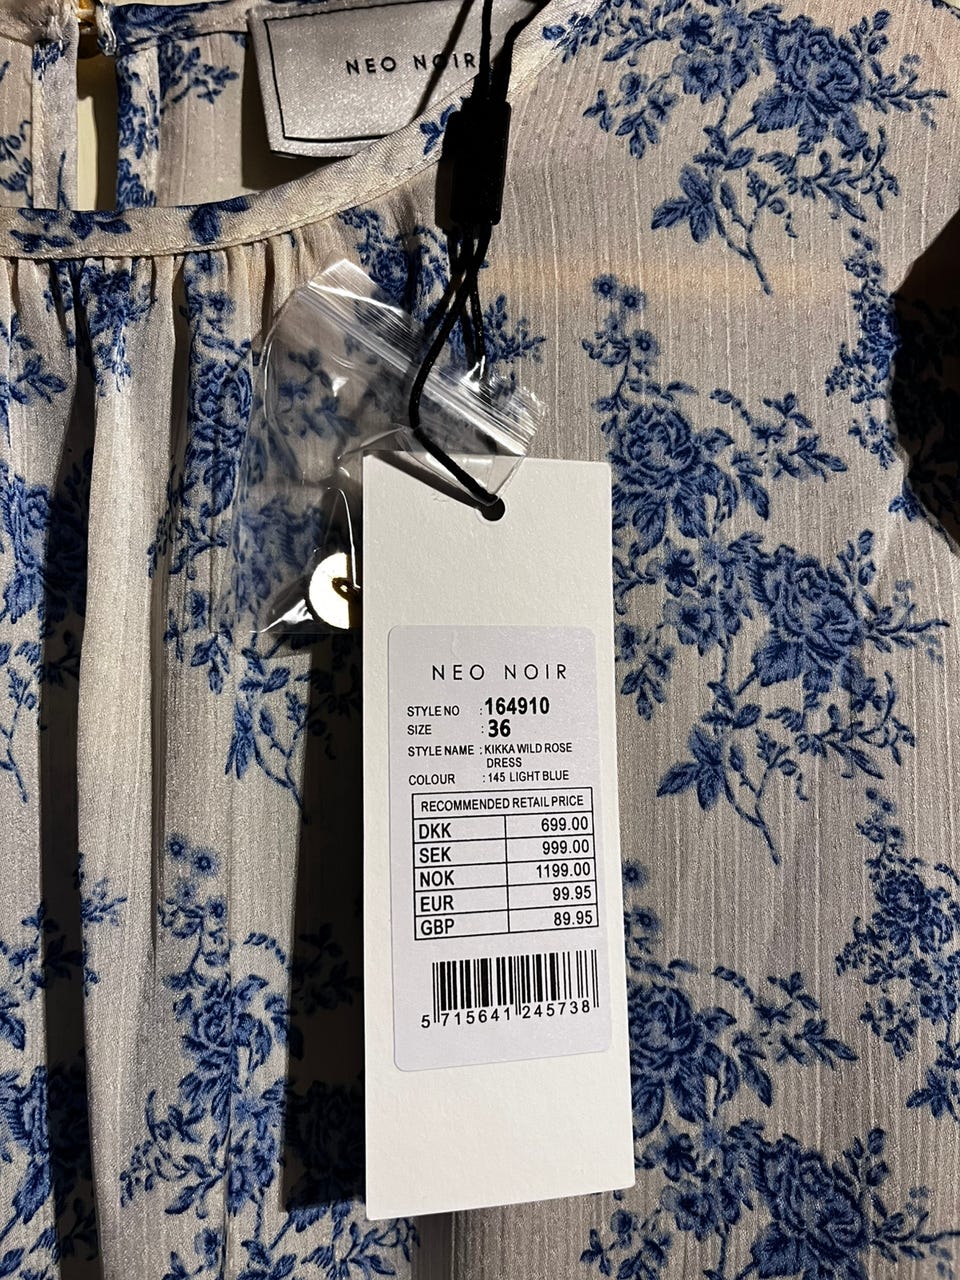 NEO NOIR
NEO NOIR
STYLE NO : 164910
SIZE : 36
STYLE NAME : KIKKA WILD ROSE
DRESS
COLOUR : 145 LIGHT BLUE
RECOMMENDED RETAIL PRICE
DKK 699.00
SEK 999.00
NOK 1199.00
EUR 99.95
GBP 89.95
5 715641 245738